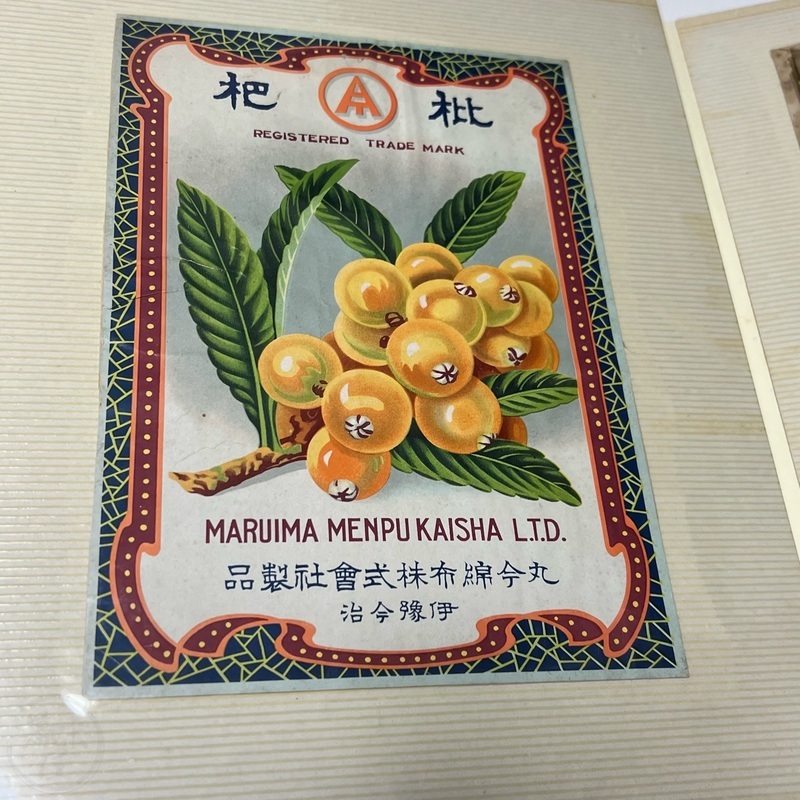 枇杷
REGISTERED TRADE MARK
MARUIMA MENPU KAISHA L.T.D.
丸今綿布株式會社製品
伊豫今治